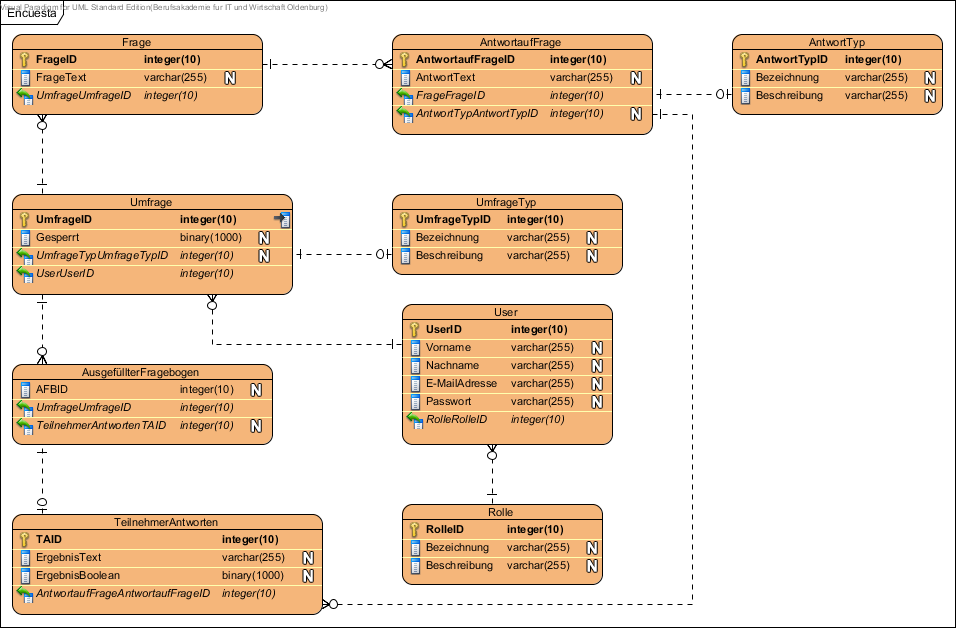 Visual Paradigm for UML Standard Edition(Berufsakademie fur IT und Wirtschaft Oldenburg)
Encuesta
Frage
FrageID integer(10)
FrageText varchar(255) N
UmfrageUmfrageID integer(10)
AntwortaufFrage
AntwortaufFrageID integer(10)
AntwortText varchar(255) N
FrageFrageID integer(10)
AntwortTypAntwortTypID integer(10) N
AntwortTyp
AntwortTypID integer(10)
Bezeichnung varchar(255) N
Beschreibung varchar(255) N
Umfrage
UmfrageID integer(10)
Gesperrt binary(1000) N
UmfrageTypUmfrageTypID integer(10) N
UserUserID integer(10)
UmfrageTyp
UmfrageTypID integer(10)
Bezeichnung varchar(255) N
Beschreibung varchar(255) N
User
UserID integer(10)
Vorname varchar(255) N
Nachname varchar(255) N
E-MailAdresse varchar(255) N
Passwort varchar(255) N
RolleRolleID integer(10)
AusgefüllterFragebogen
AFBID integer(10) N
UmfrageUmfrageID integer(10)
TeilnehmerAntwortenTAID integer(10) N
Rolle
RolleID integer(10)
Bezeichnung varchar(255) N
Beschreibung varchar(255) N
TeilnehmerAntworten
TAID integer(10)
ErgebnisText varchar(255) N
ErgebnisBoolean binary(1000) N
AntwortaufFrageAntwortaufFrageID integer(10)